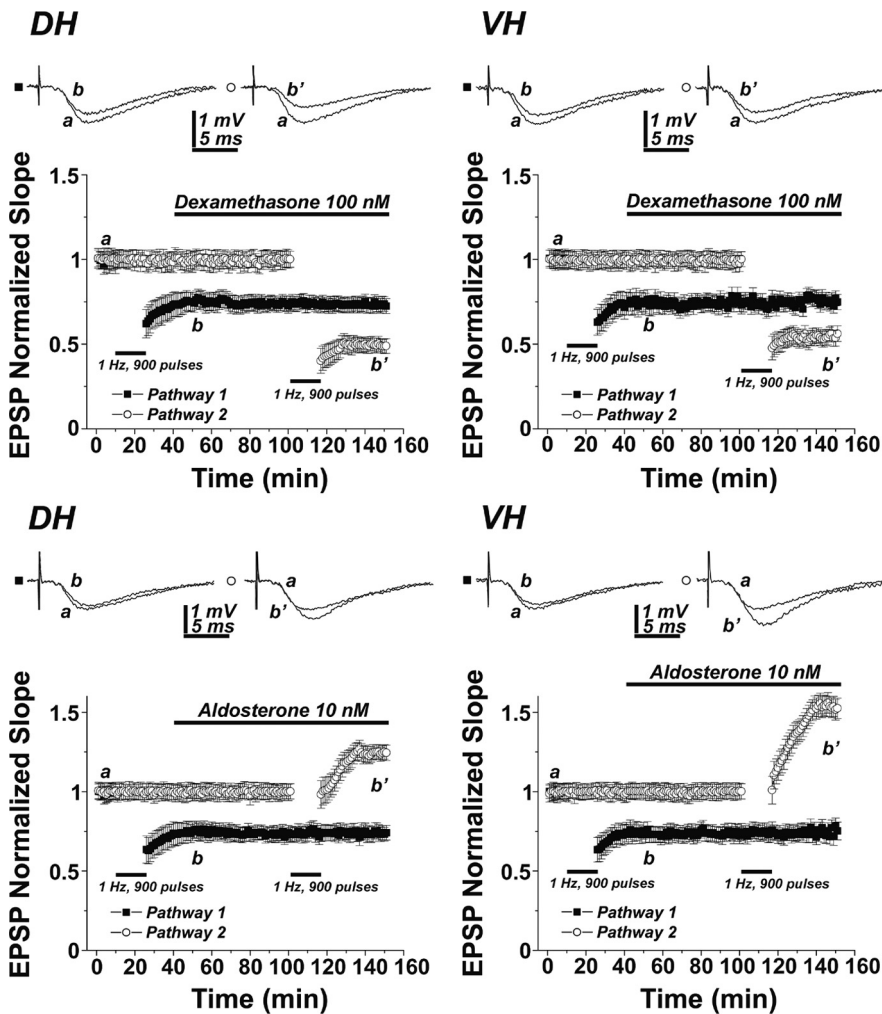 DH
VH
b
a
b'
a
1 mV
5 ms
b
a
b'
a
1 mV
5 ms
EPSP Normalized Slope
1.5
1
0.5
0
Dexamethasone 100 nM
a
b
b'
1 Hz, 900 pulses
1 Hz, 900 pulses
Pathway 1
Pathway 2
0 20 40 60 80 100 120 140 160
Time (min)
EPSP Normalized Slope
1.5
1
0.5
0
Dexamethasone 100 nM
a
b
b'
1 Hz, 900 pulses
1 Hz, 900 pulses
Pathway 1
Pathway 2
0 20 40 60 80 100 120 140 160
Time (min)
DH
VH
b
a
a
b'
1 mV
5 ms
b
a
a
b'
1 mV
5 ms
EPSP Normalized Slope
1.5
1
0.5
0
Aldosterone 10 nM
a
b
b'
1 Hz, 900 pulses
1 Hz, 900 pulses
Pathway 1
Pathway 2
0 20 40 60 80 100 120 140 160
Time (min)
EPSP Normalized Slope
1.5
1
0.5
0
Aldosterone 10 nM
a
b
b'
1 Hz, 900 pulses
1 Hz, 900 pulses
Pathway 1
Pathway 2
0 20 40 60 80 100 120 140 160
Time (min)